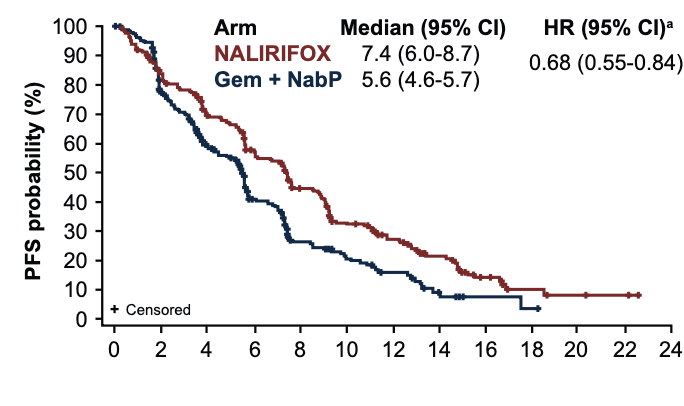 Arm Median (95% CI) HR (95% CI)ᵃ
NALIRIFOX 7.4 (6.0-8.7) 0.68 (0.55-0.84)
Gem + NabP 5.6 (4.6-5.7)
PFS probability (%)
100
90
80
70
60
50
40
30
20
10
0
+ Censored
0 2 4 6 8 10 12 14 16 18 20 22 24